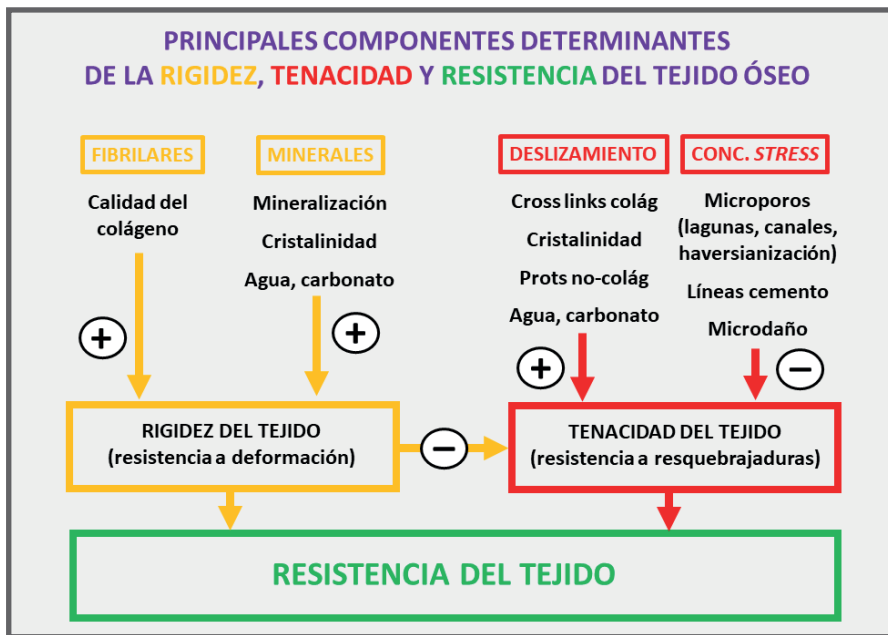 PRINCIPALES COMPONENTES DETERMINANTES
DE LA RIGIDEZ, TENACIDAD Y RESISTENCIA DEL TEJIDO ÓSEO
FIBRILARES
Calidad del
colágeno
+
MINERALES
Mineralización
Cristalinidad
Agua, carbonato
+
DESLIZAMIENTO
Cross links colág
Cristalinidad
Prots no-colág
Agua, carbonato
+
CONC. STRESS
Microporos
(lagunas, canales,
haversianización)
Líneas cemento
Microdaño
−
RIGIDEZ DEL TEJIDO
(resistencia a deformación)
−
TENACIDAD DEL TEJIDO
(resistencia a resquebrajaduras)
RESISTENCIA DEL TEJIDO